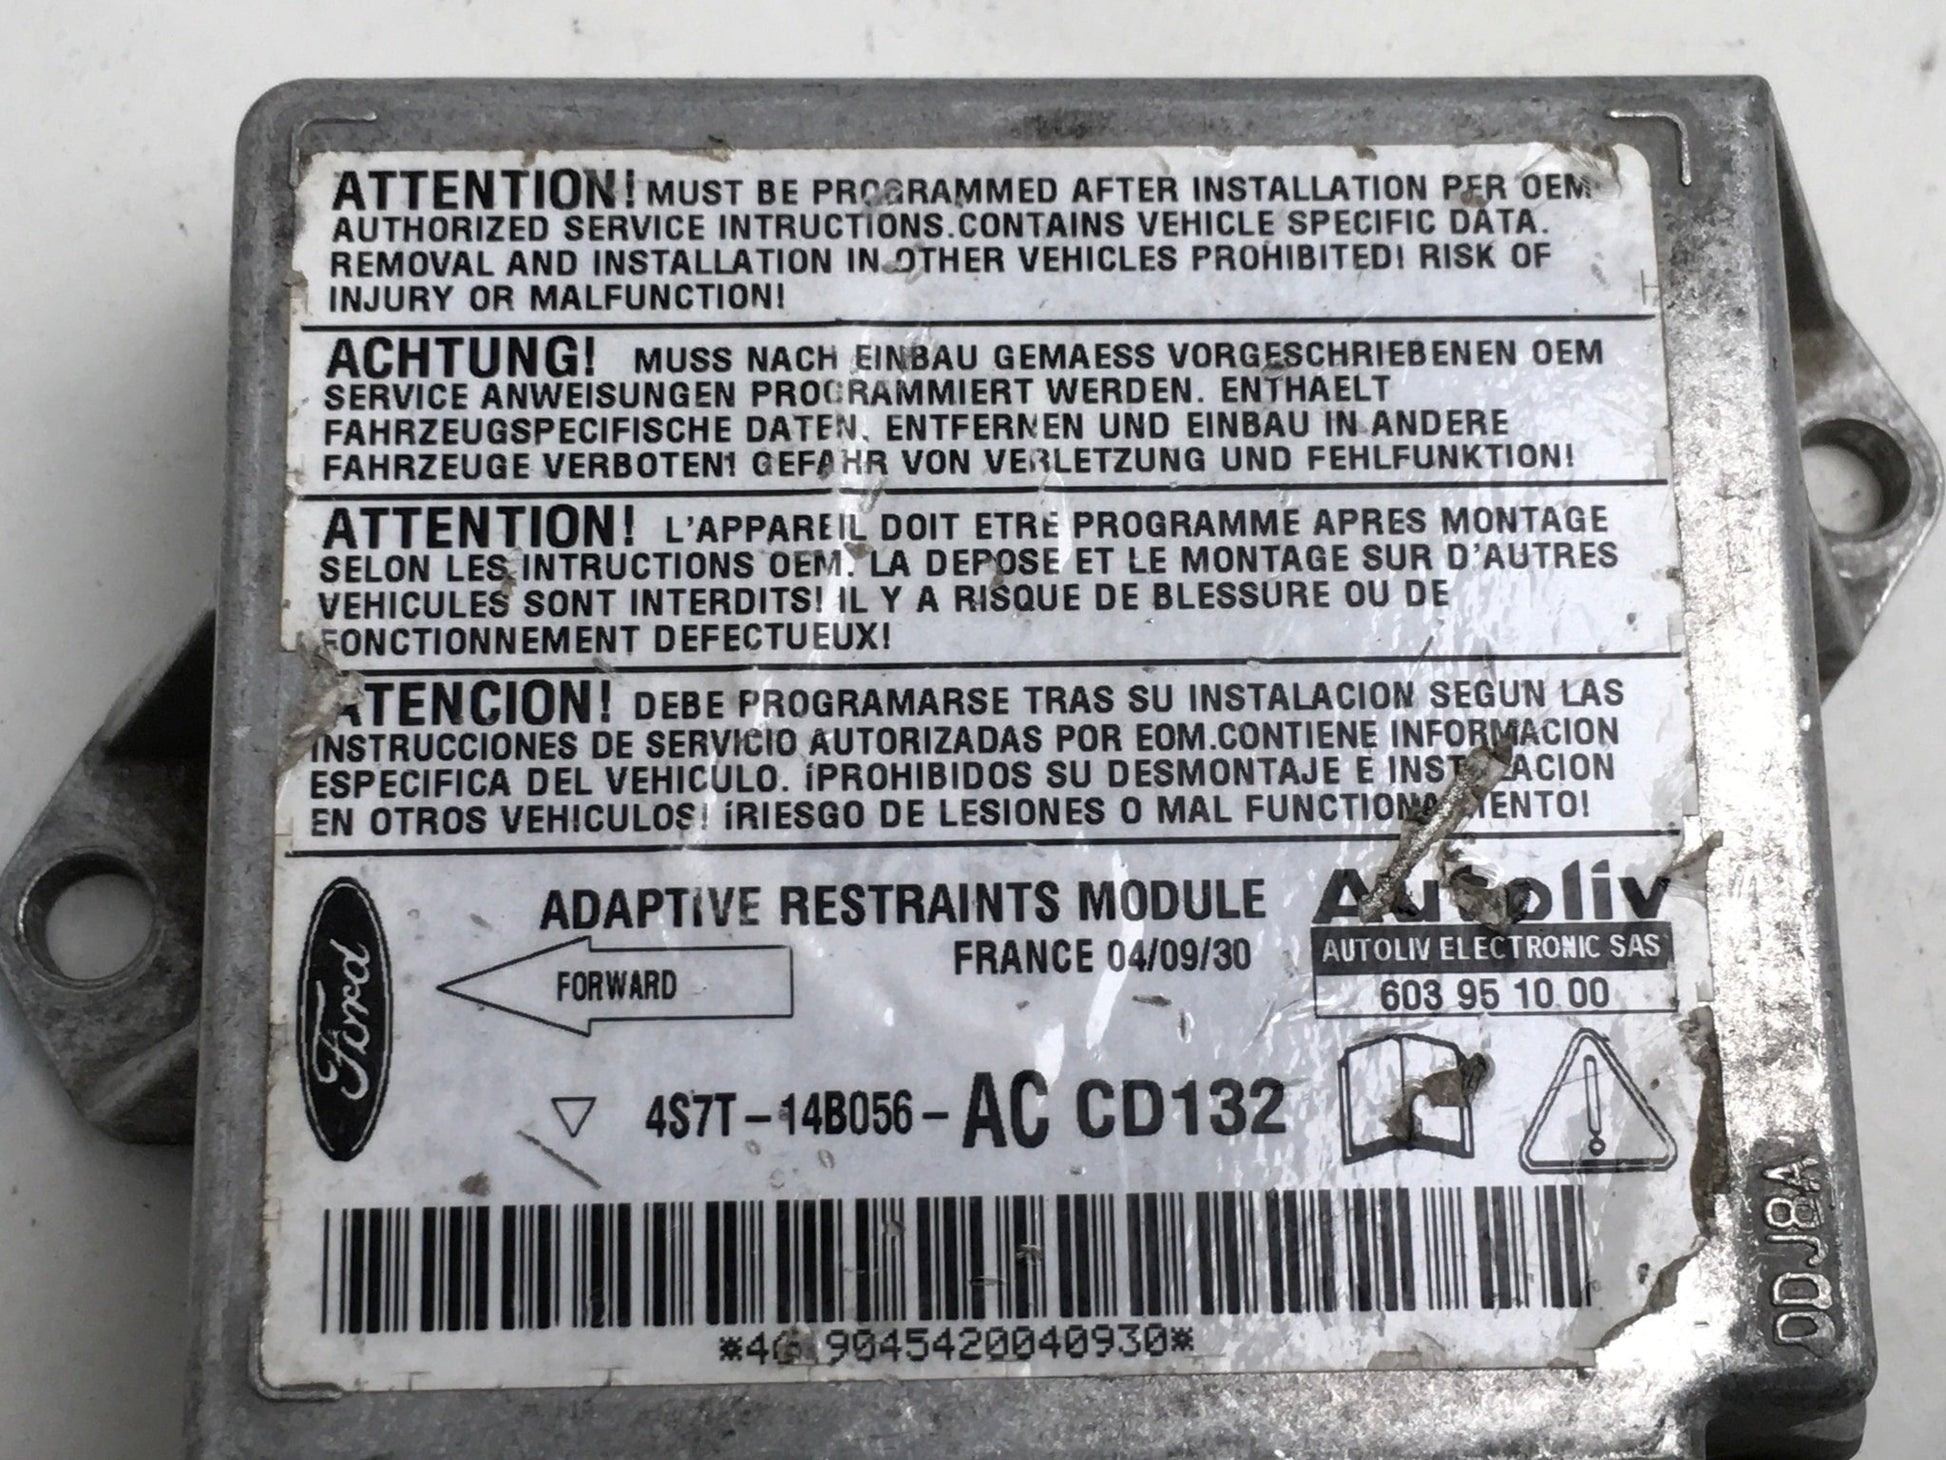 ATTENTION! MUST BE PROGRAMMED AFTER INSTALLATION PER OEM
AUTHORIZED SERVICE INTRUCTIONS.CONTAINS VEHICLE SPECIFIC DATA.
REMOVAL AND INSTALLATION IN OTHER VEHICLES PROHIBITED! RISK OF
INJURY OR MALFUNCTION!
ACHTUNG! MUSS NACH EINBAU GEMAESS VORGESCHRIEBENEN OEM
SERVICE ANWEISUNGEN PROGRAMMIERT WERDEN. ENTHAELT
FAHRZEUGSPECIFISCHE DATEN. ENTFERNEN UND EINBAU IN ANDERE
FAHRZEUGE VERBOTEN! GEFAHR VON VERLETZUNG UND FEHLFUNKTION!
ATTENTION! L'APPAREIL DOIT ETRE PROGRAMME APRES MONTAGE
SELON LES INTRUCTIONS OEM. LA DEPOSE ET LE MONTAGE SUR D'AUTRES
VEHICULES SONT INTERDITS! IL Y A RISQUE DE BLESSURE OU DE
FONCTIONNEMENT DEFECTUEUX!
ATENCION! DEBE PROGRAMARSE TRAS SU INSTALACION SEGUN LAS
INSTRUCCIONES DE SERVICIO AUTORIZADAS POR EOM.CONTIENE INFORMACION
ESPECIFICA DEL VEHICULO. ¡PROHIBIDOS SU DESMONTAJE E INSTALACION
EN OTROS VEHICULOS! ¡RIESGO DE LESIONES O MAL FUNCTIONAMIENTO!
Ford
ADAPTIVE RESTRAINTS MODULE
FRANCE 04/09/30
FORWARD
Autoliv
AUTOLIV ELECTRONIC SAS
603 95 10 00
4S7T-14B056-AC CD132
DDJ8A